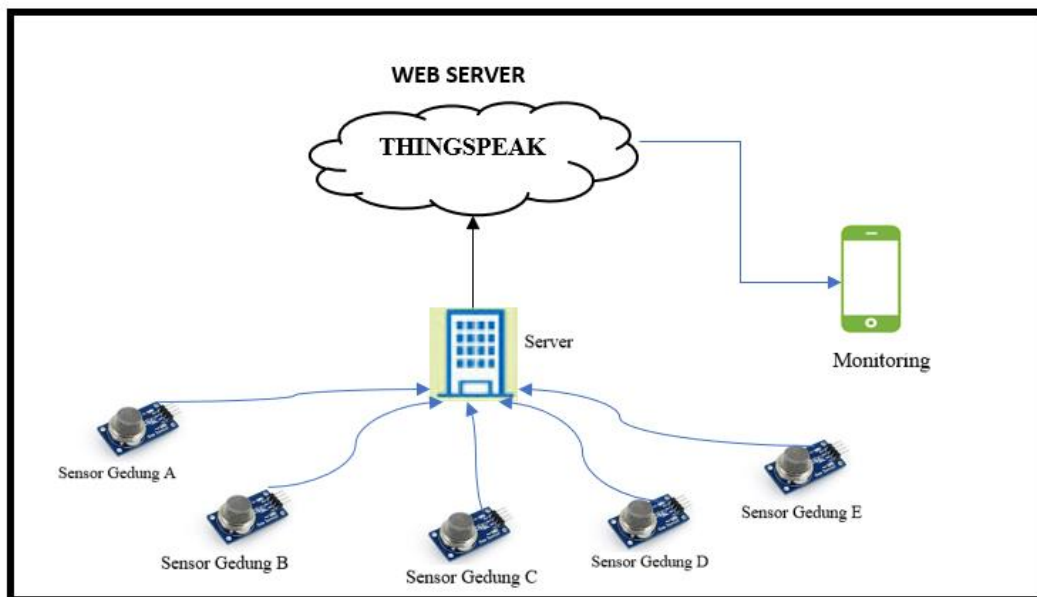 WEB SERVER
THINGSPEAK
Server
Monitoring
Sensor Gedung A
Sensor Gedung B
Sensor Gedung C
Sensor Gedung D
Sensor Gedung E